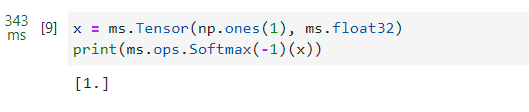 343
ms
[9]
x = ms.Tensor(np.ones(1), ms.float32)
print(ms.ops.Softmax(-1)(x))
[1.]